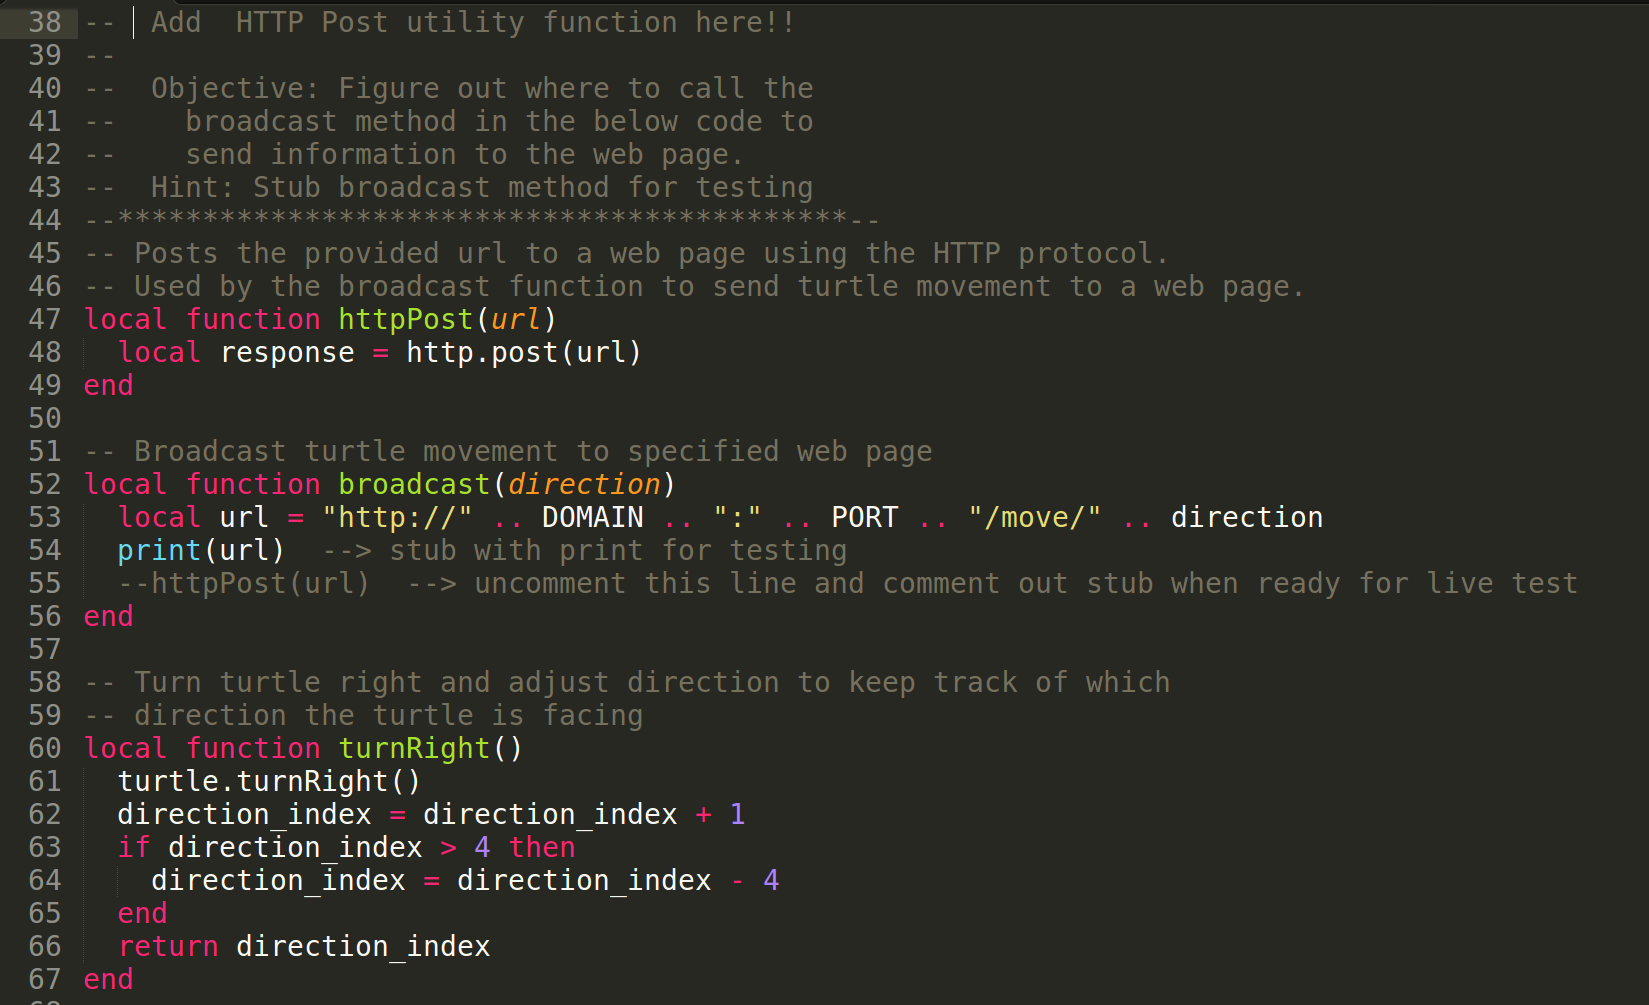 38 --  Add  HTTP Post utility function here!!
39 --
40 --  Objective: Figure out where to call the
41 --    broadcast method in the below code to
42 --    send information to the web page.
43 --  Hint: Stub broadcast method for testing
44 --*******************************************--
45 -- Posts the provided url to a web page using the HTTP protocol.
46 -- Used by the broadcast function to send turtle movement to a web page.
47 local function httpPost(url)
48   local response = http.post(url)
49 end
50
51 -- Broadcast turtle movement to specified web page
52 local function broadcast(direction)
53   local url = "http://" .. DOMAIN .. ":" .. PORT .. "/move/" .. direction
54   print(url)  --> stub with print for testing
55   --httpPost(url)  --> uncomment this line and comment out stub when ready for live test
56 end
57
58 -- Turn turtle right and adjust direction to keep track of which
59 -- direction the turtle is facing
60 local function turnRight()
61   turtle.turnRight()
62   direction_index = direction_index + 1
63   if direction_index > 4 then
64     direction_index = direction_index - 4
65   end
66   return direction_index
67 end